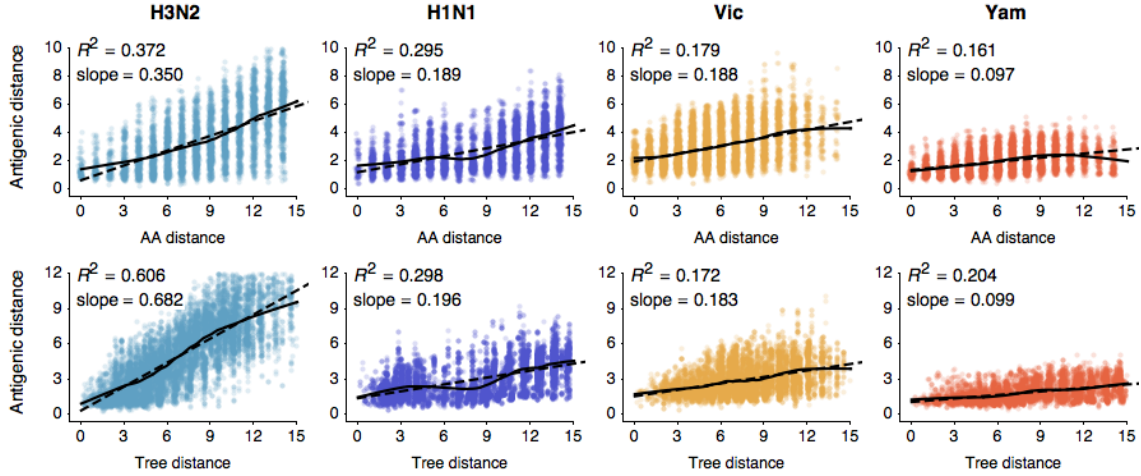 H3N2 H1N1 Vic Yam
Antigenic distance
10
8
6
4
2
0
R² = 0.372
slope = 0.350
0 3 6 9 12 15
AA distance
10
8
6
4
2
0
R² = 0.295
slope = 0.189
0 3 6 9 12 15
AA distance
10
8
6
4
2
0
R² = 0.179
slope = 0.188
0 3 6 9 12 15
AA distance
10
8
6
4
2
0
R² = 0.161
slope = 0.097
0 3 6 9 12 15
AA distance
Antigenic distance
12
9
6
3
0
R² = 0.606
slope = 0.682
0 3 6 9 12 15
Tree distance
12
9
6
3
0
R² = 0.298
slope = 0.196
0 3 6 9 12 15
Tree distance
12
9
6
3
0
R² = 0.172
slope = 0.183
0 3 6 9 12 15
Tree distance
12
9
6
3
0
R² = 0.204
slope = 0.099
0 3 6 9 12 15
Tree distance